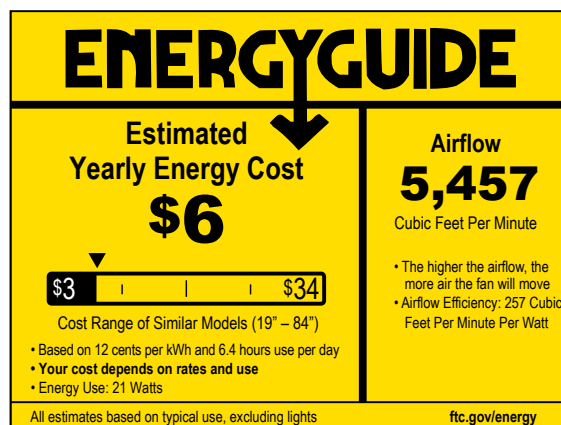 ENERGYGUIDE
Estimated
Yearly Energy Cost
$6
$3
$34
Cost Range of Similar Models (19” – 84”)
• Based on 12 cents per kWh and 6.4 hours use per day
• Your cost depends on rates and use
• Energy Use: 21 Watts
All estimates based on typical use, excluding lights
Airflow
5,457
Cubic Feet Per Minute
• The higher the airflow, the
more air the fan will move
• Airflow Efficiency: 257 Cubic
Feet Per Minute Per Watt
ftc.gov/energy